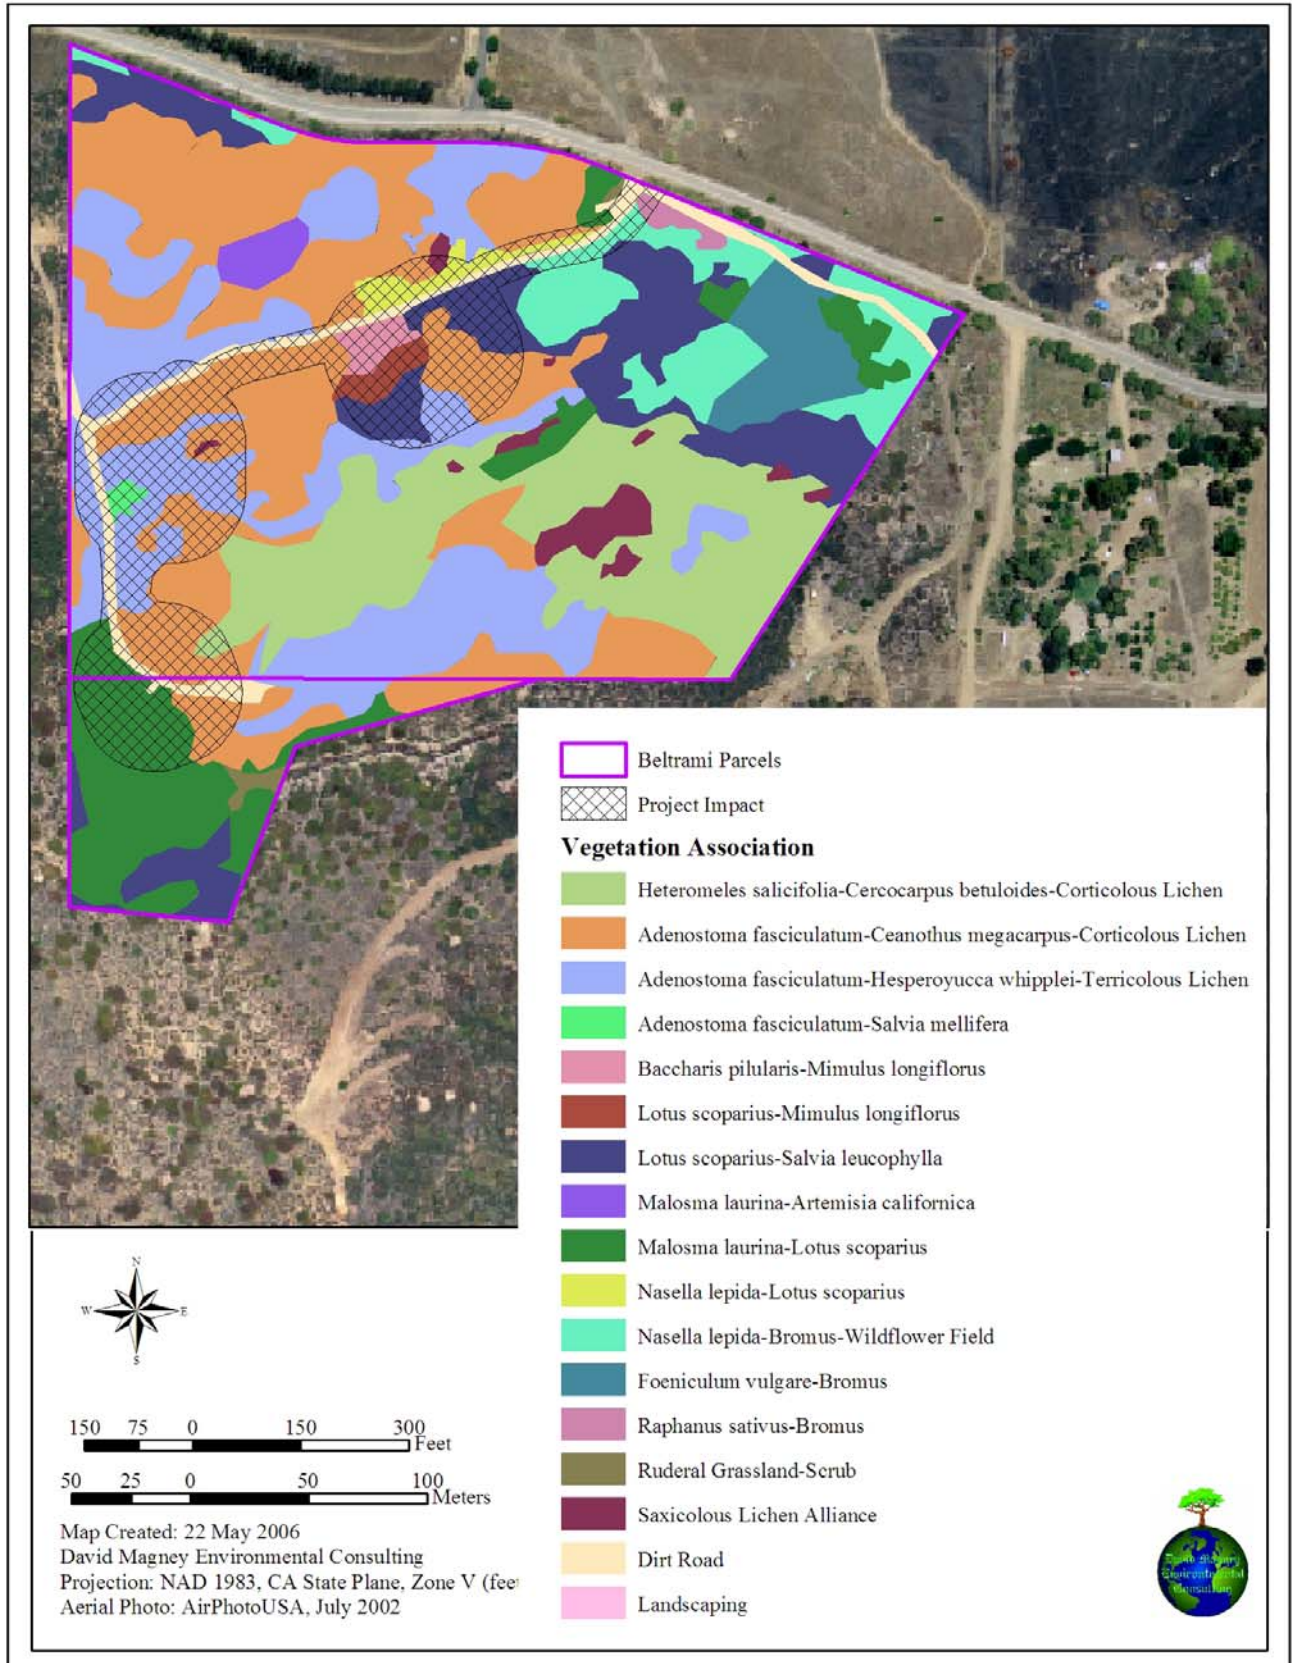 Beltrami Parcels
Project Impact
Vegetation Association
Heteromeles salicifolia-Cercocarpus betuloides-Corticolous Lichen
Adenostoma fasciculatum-Ceanothus megacarpus-Corticolous Lichen
Adenostoma fasciculatum-Hesperoyucca whipplei-Terricolous Lichen
Adenostoma fasciculatum-Salvia mellifera
Baccharis pilularis-Mimulus longiflorus
Lotus scoparius-Mimulus longiflorus
Lotus scoparius-Salvia leucophylla
Malosma laurina-Artemisia californica
Malosma laurina-Lotus scoparius
Nasella lepida-Lotus scoparius
Nasella lepida-Bromus-Wildflower Field
Foeniculum vulgare-Bromus
Raphanus sativus-Bromus
Ruderal Grassland-Scrub
Saxicolous Lichen Alliance
Dirt Road
Landscaping
N
W E
S
150 75 0 150 300
Feet
50 25 0 50 100
Meters
Map Created: 22 May 2006
David Magney Environmental Consulting
Projection: NAD 1983, CA State Plane, Zone V (fee
Aerial Photo: AirPhotoUSA, July 2002
David Magney
Environmental
Consulting